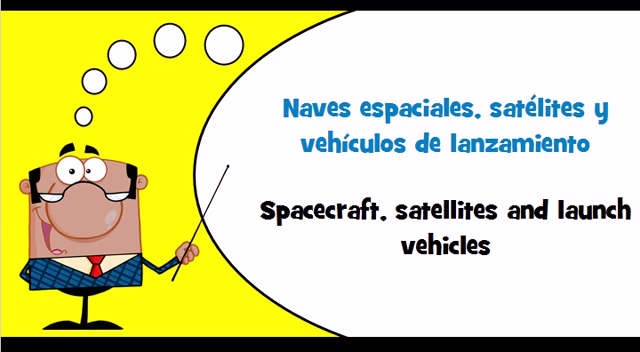 Naves espaciales, satélites y
vehículos de lanzamiento
Spacecraft, satellites and launch
vehicles